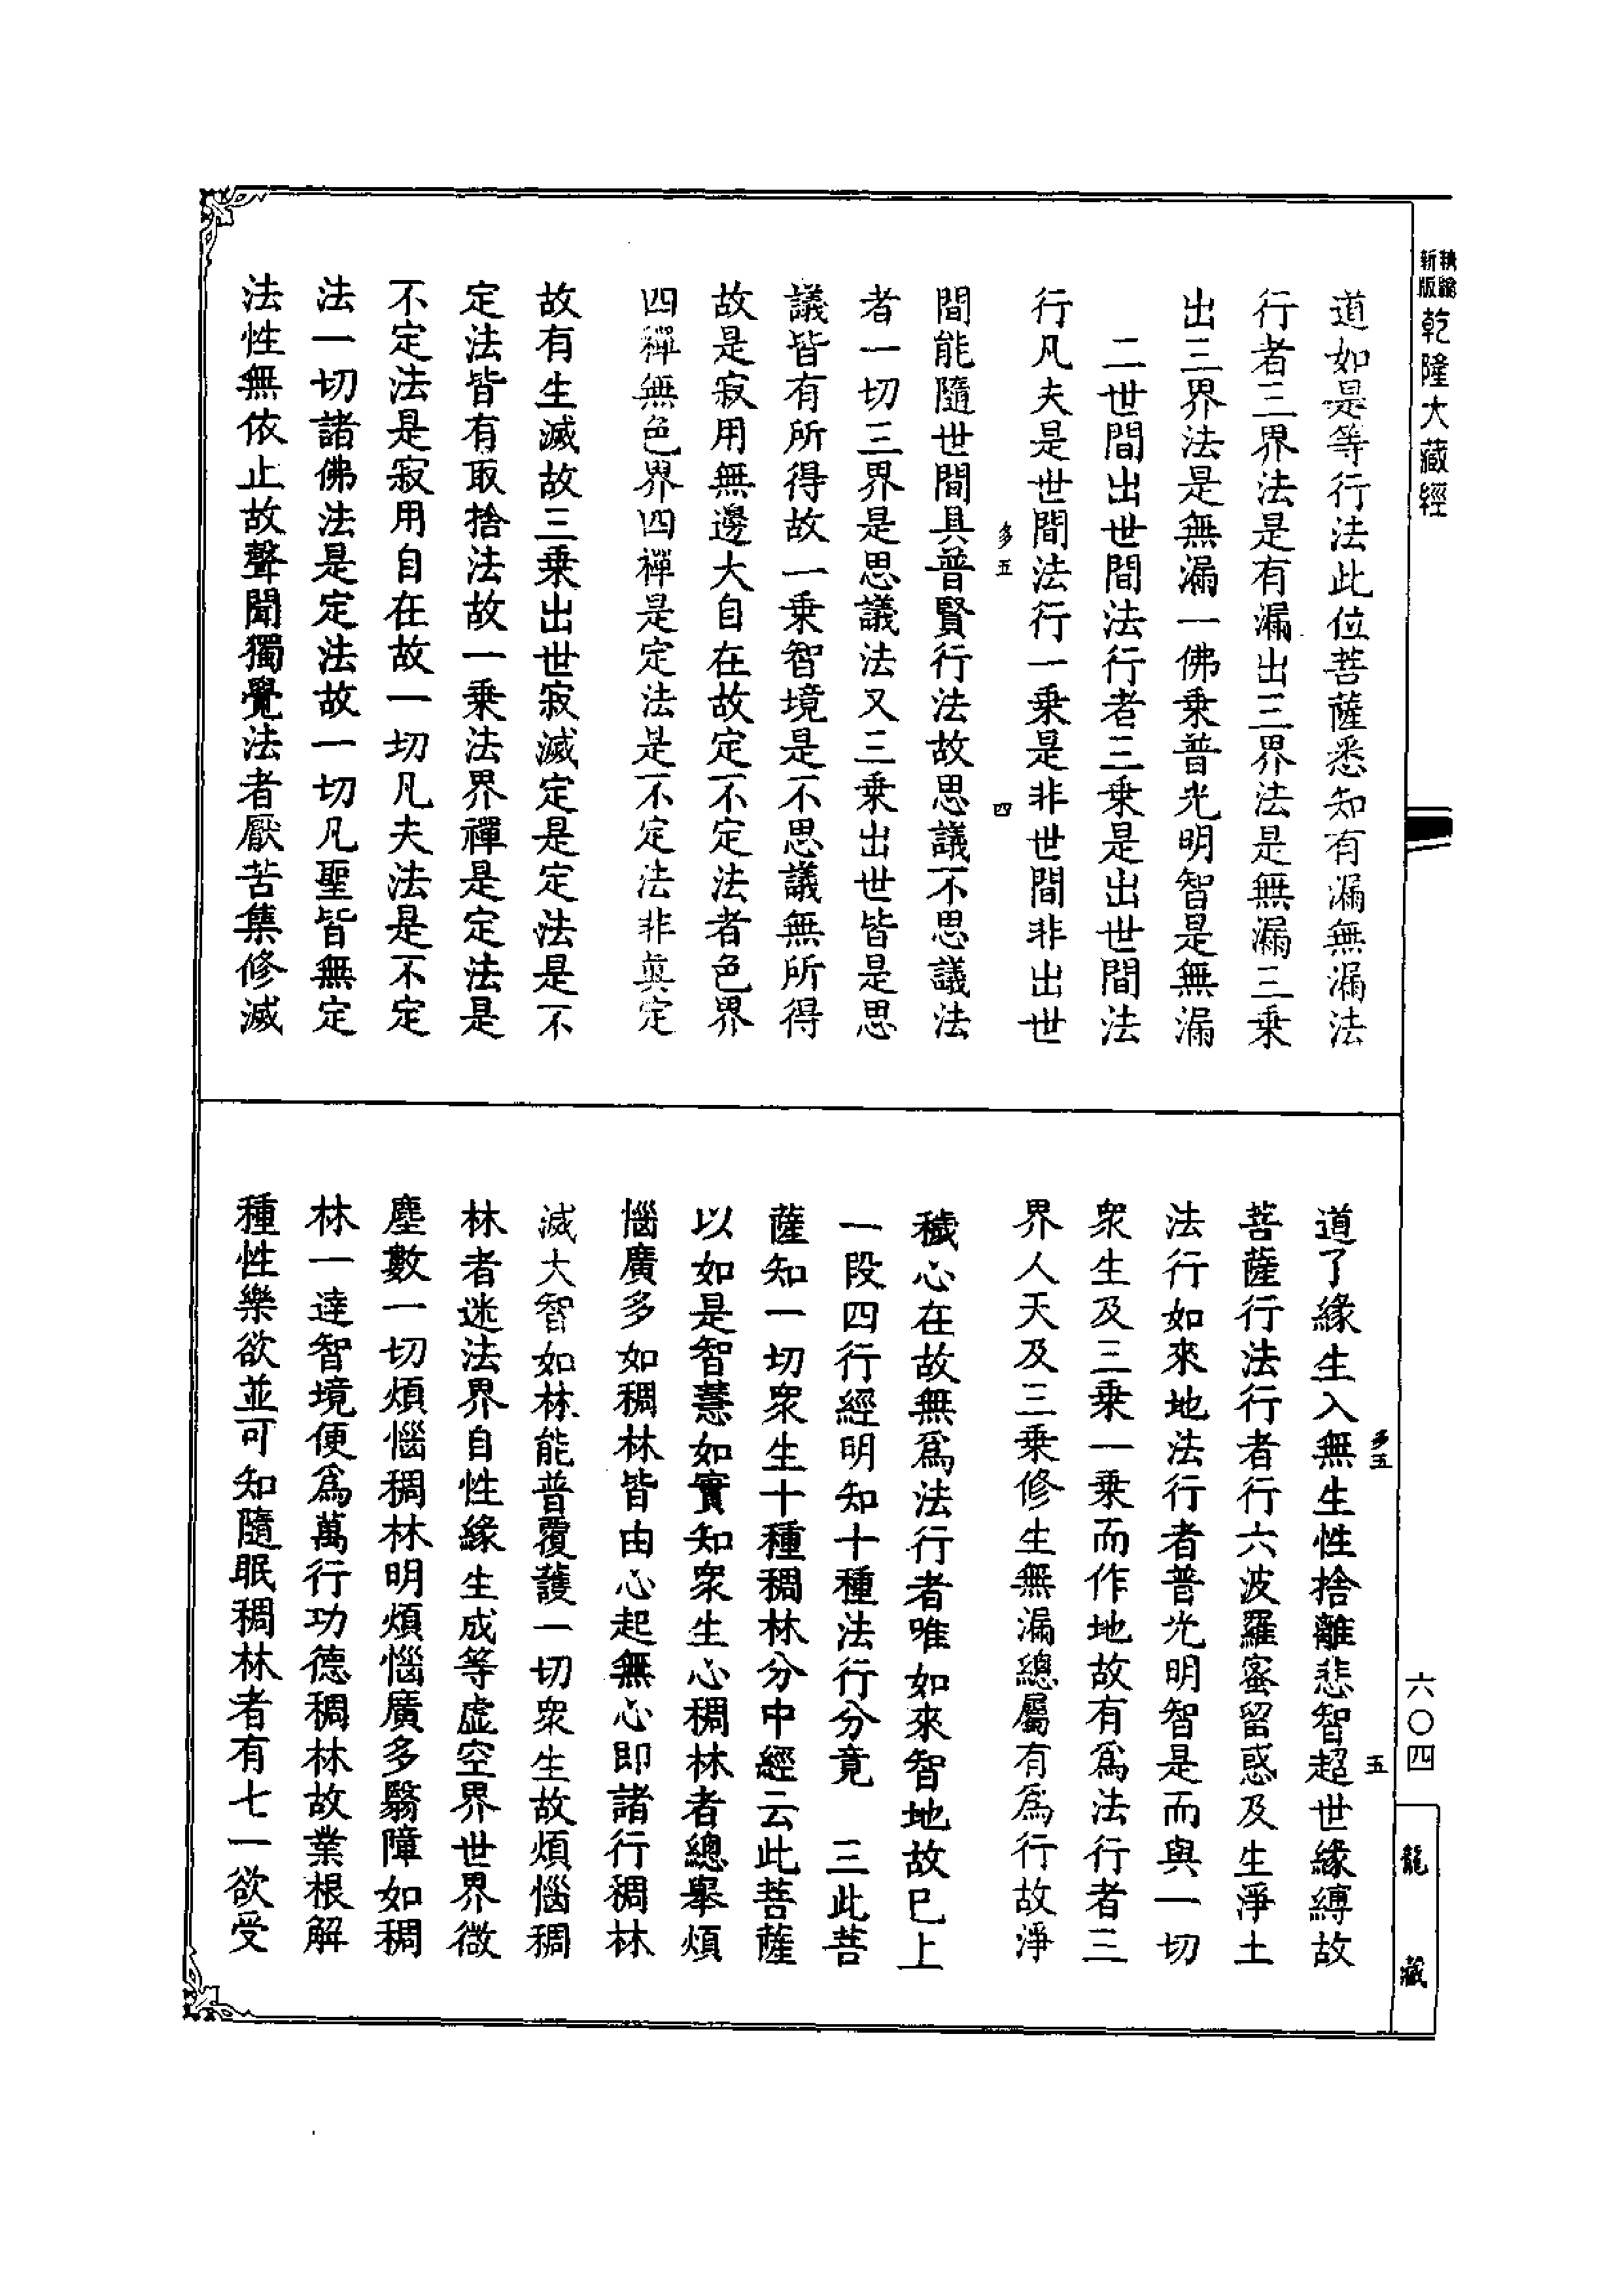 新版
乾隆大藏經
道如是等行法此位菩薩悉知有漏無漏法
行者三界法是有漏出三界法是無漏三乘
出三界法是無漏一佛乘普光明智是無漏
二世間出世間法行者三乘是出世間法
行凡夫是世間法行一乘是非世間非出世
多五
四
間能隨世間具普賢行法故思議不思議法
者一切三界是思議法又三乘出世皆是思
議皆有所得故一乘智境是不思議無所得
故是寂用無邊大自在故定不定法者色界
四禪無色界四禪是定法是不定法非真定
故有生滅故三乘出世寂滅定是定法是不
定法皆有取捨法故一乘法界禪是定法是
不定法是寂用自在故一切凡夫法是不定
法一切諸佛法是定法故一切凡聖皆無定
法性無依止故聲聞獨覺法者厭苦集修滅
多五
五
道了緣生入無生性捨離悲智超世緣縛故
菩薩行法行者行六波羅蜜留惑及生淨土
法行如來地法行者普光明智是而與一切
衆生及三乘一乘而作地故有爲法行者三
界人天及三乘修生無漏總屬有爲行故淨
穢心在故無爲法行者唯如來智地故已上
一段四行經明知十種法行分竟　三此菩
薩知一切衆生十種稠林分中經云此菩薩
以如是智慧如實知衆生心稠林者總舉煩
惱廣多如稠林皆由心起無心即諸行稠林
滅大智如林能普覆護一切衆生故煩惱稠
林者迷法界自性緣生成等虛空界世界微
塵數一切煩惱稠林明煩惱廣多翳障如稠
林一達智境便爲萬行功德稠林故業根解
種性樂欲並可知隨眠稠林者有七一欲受
六〇四
龍藏